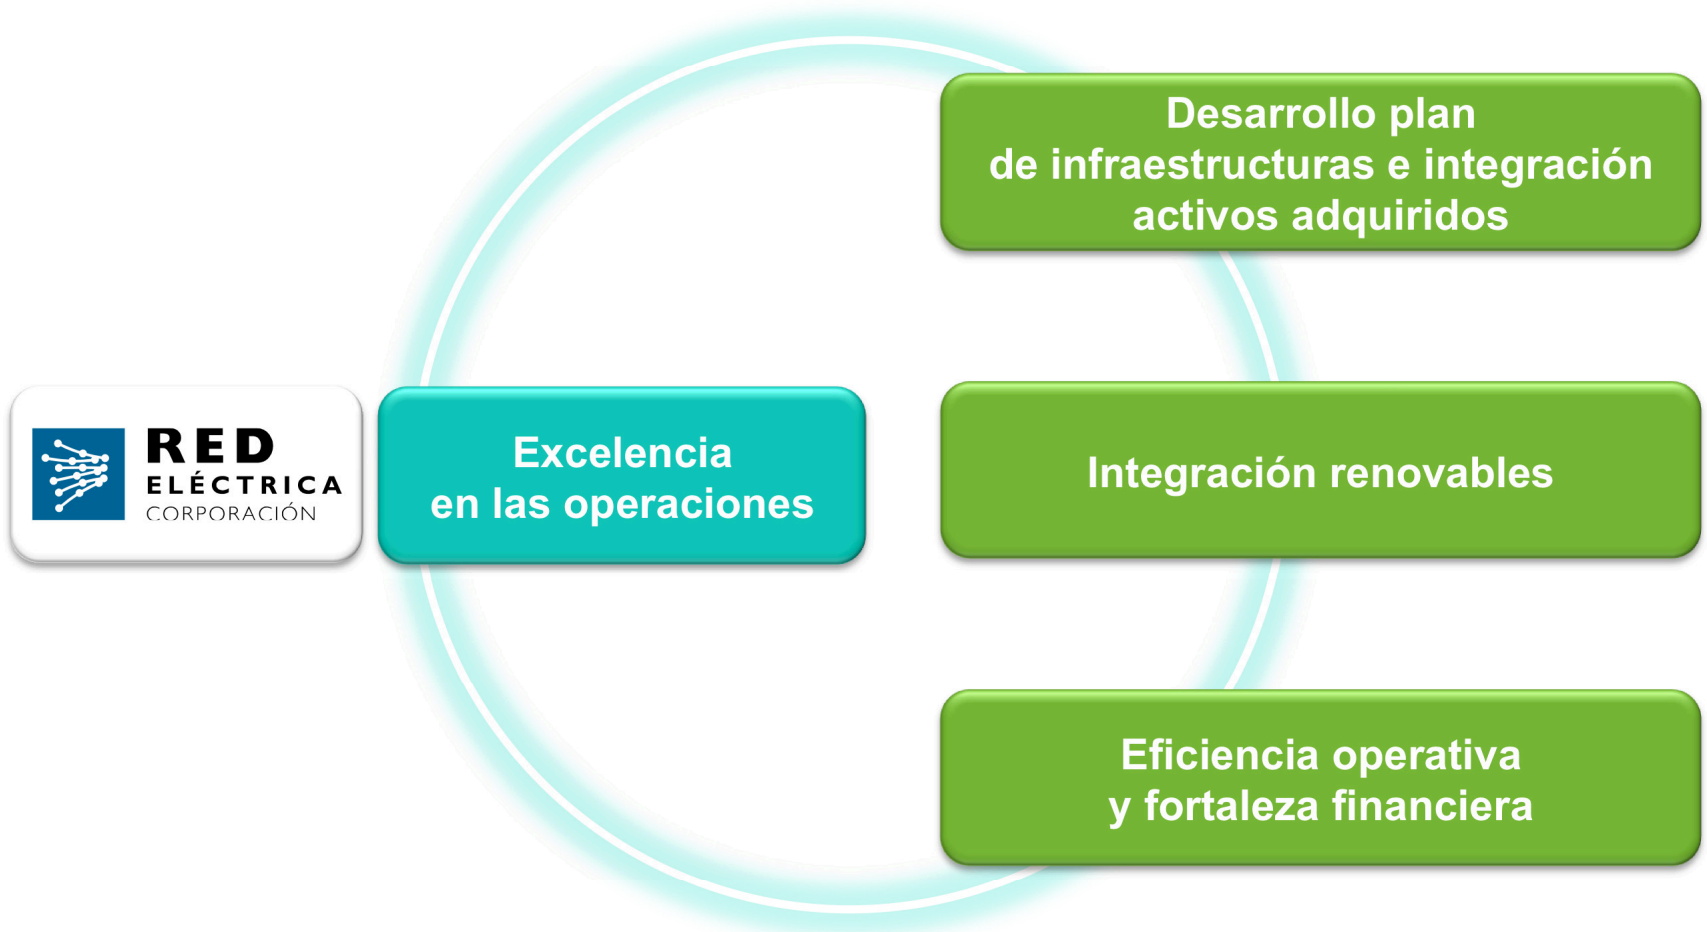 RED
ELÉCTRICA
CORPORACIÓN
Excelencia
en las operaciones
Desarrollo plan
de infraestructuras e integración
activos adquiridos
Integración renovables
Eficiencia operativa
y fortaleza financiera